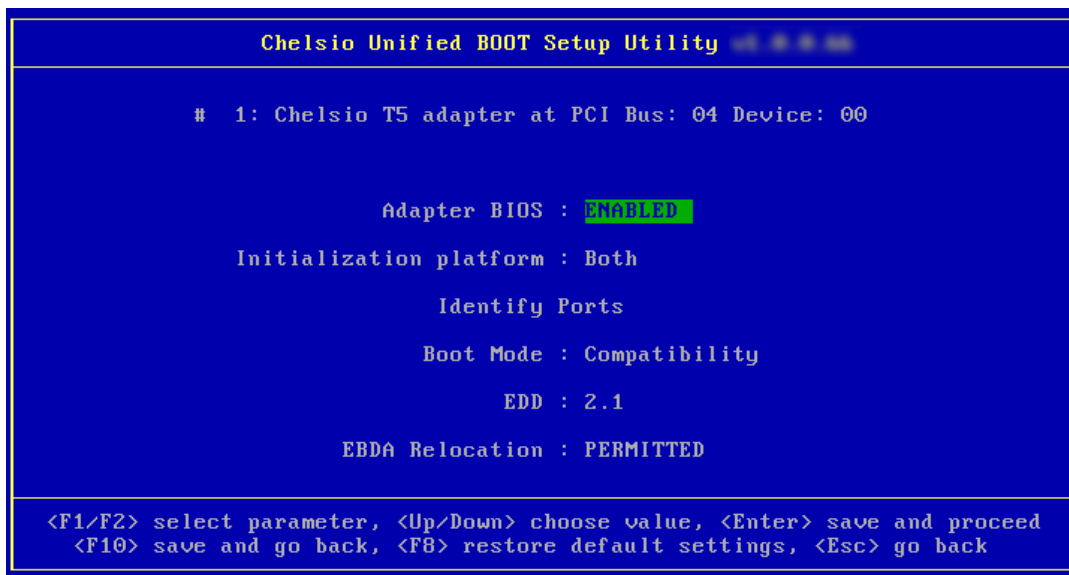 Chelsio Unified BOOT Setup Utility
# 1: Chelsio T5 adapter at PCI Bus: 04 Device: 00
Adapter BIOS : ENABLED
Initialization platform : Both
Identify Ports
Boot Mode : Compatibility
EDD : 2.1
EBDA Relocation : PERMITTED
<F1/F2> select parameter, <Up/Down> choose value, <Enter> save and proceed
<F10> save and go back, <F8> restore default settings, <Esc> go back